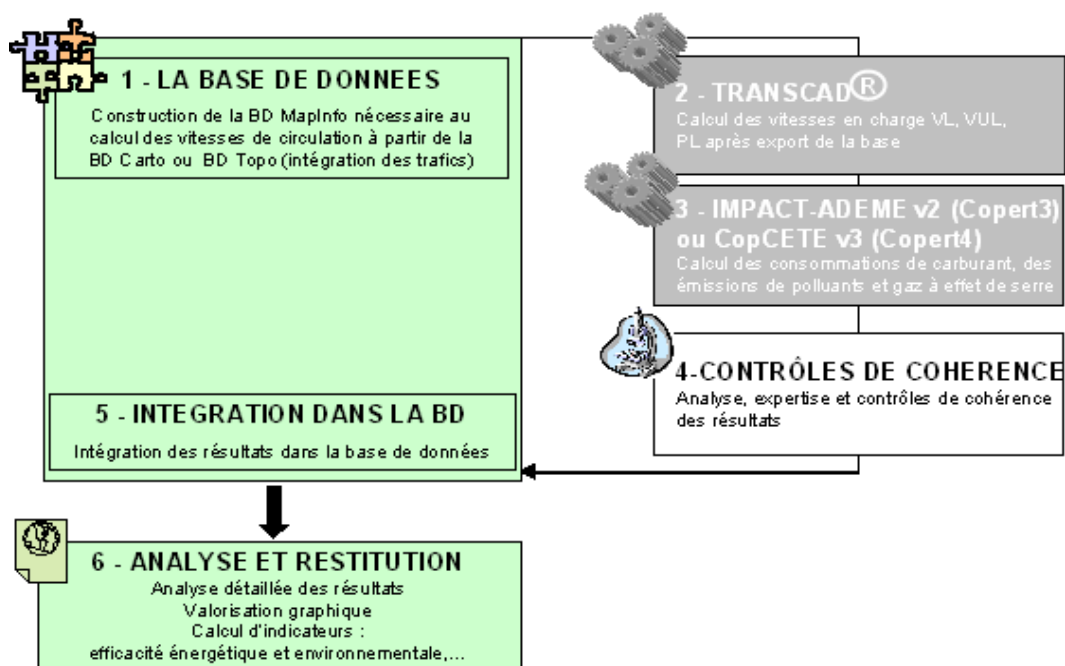 1 - LA BASE DE DONNEES
Construction de la BD MapInfo nécessaire au
calcul des vitesses de circulation à partir de la
BD Carto ou BD Topo (intégration des trafics)
2 - TRANSCAD®
Calcul des vitesses en charge VL, VUL,
PL après export de la base
3 - IMPACT-ADEME v2 (Copert3)
ou CopCETE v3 (Copert4)
Calcul des consommations de carburant, des
émissions de polluants et gaz à effet de serre
4-CONTRÔLES DE COHERENCE
Analyse, expertise et contrôles de cohérence
des résultats
5 - INTEGRATION DANS LA BD
Intégration des résultats dans la base de données
6 - ANALYSE ET RESTITUTION
Analyse détaillée des résultats
Valorisation graphique
Calcul d'indicateurs :
efficacité énergétique et environnementale,...